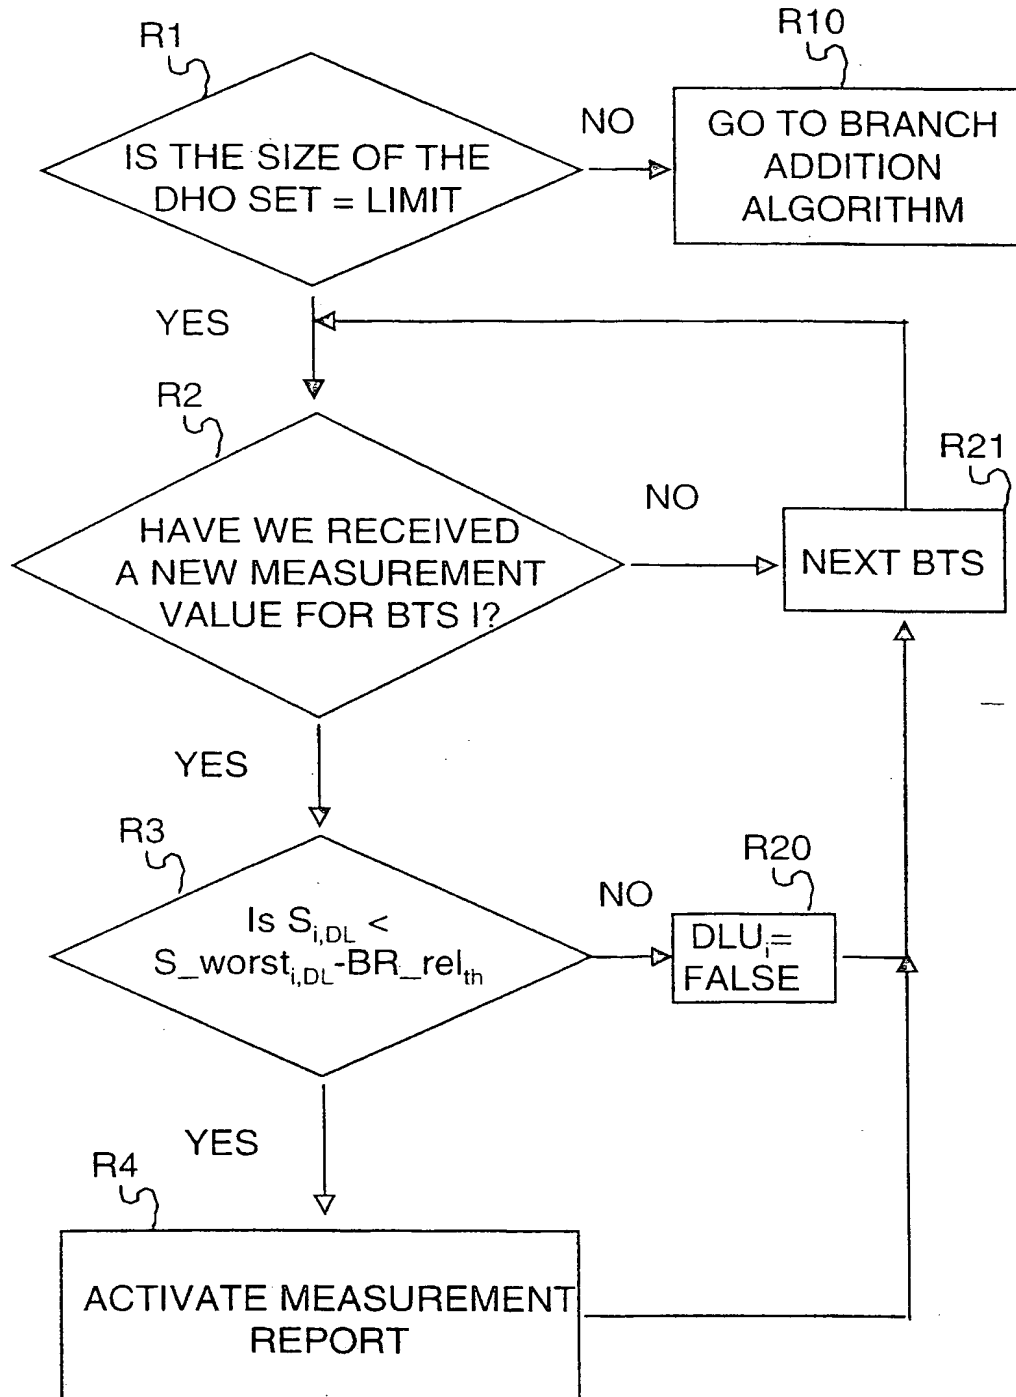 R1
IS THE SIZE OF THE
DHO SET = LIMIT
NO
R10
GO TO BRANCH
ADDITION
ALGORITHM
YES
R2
HAVE WE RECEIVED
A NEW MEASUREMENT
VALUE FOR BTS I?
NO
R21
NEXT BTS
YES
R3
Is S_{i,DL} <
S_worst_{i,DL}-BR_rel_{th}
NO
R20
DLU_i=
FALSE
YES
R4
ACTIVATE MEASUREMENT
REPORT